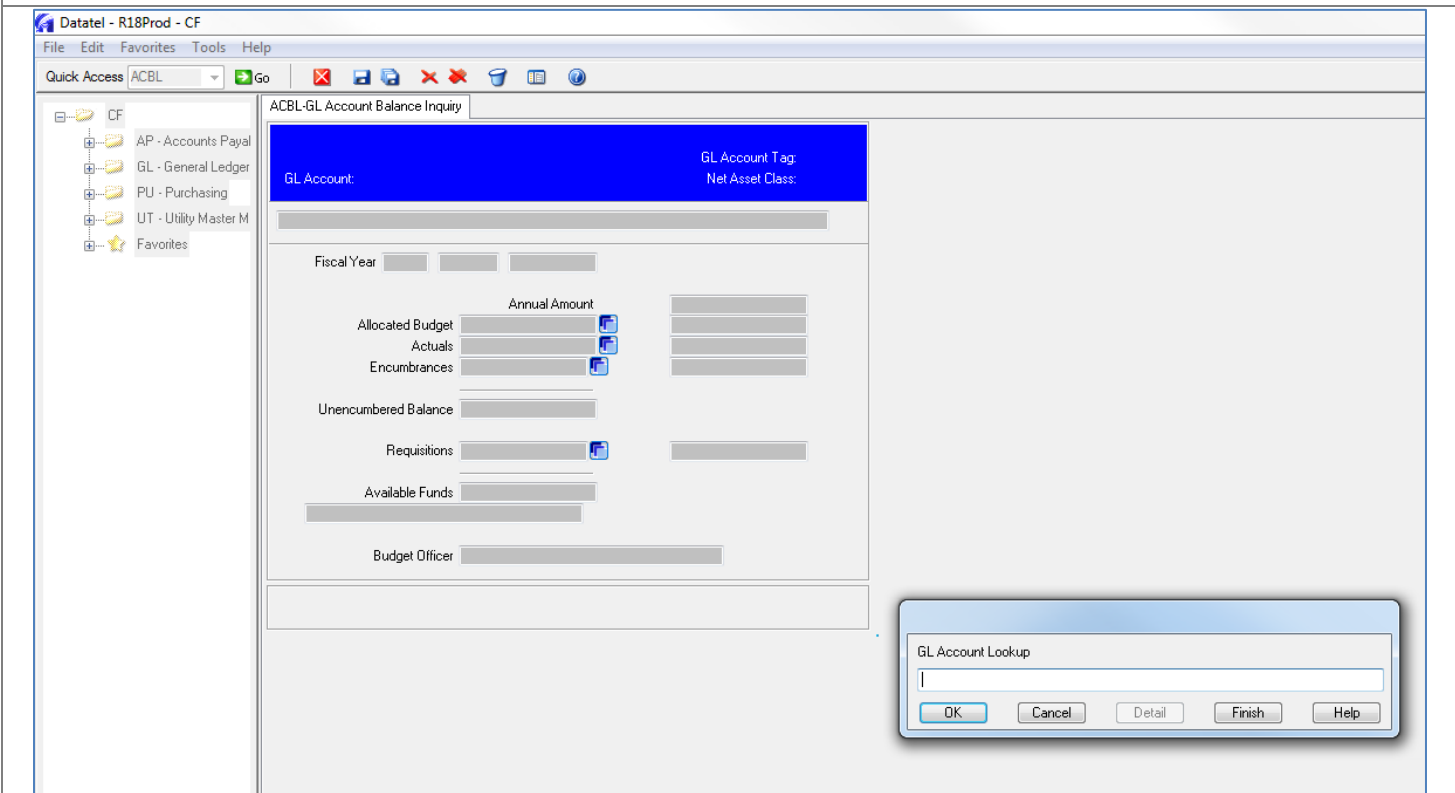 Datatel - R18Prod - CF
File Edit Favorites Tools Help
Quick Access ACBL Go
CF
AP - Accounts Payal
GL - General Ledger
PU - Purchasing
UT - Utility Master M
Favorites
ACBL-GL Account Balance Inquiry
GL Account Tag:
GL Account: Net Asset Class:
Fiscal Year
Annual Amount
Allocated Budget
Actuals
Encumbrances
Unencumbered Balance
Requisitions
Available Funds
Budget Officer
GL Account Lookup
OK Cancel Detail Finish Help